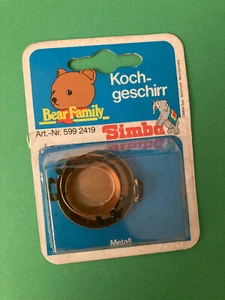 Koch-
geschirr
Bear Family
Art.-Nr. 599 2419
Simba
Metall